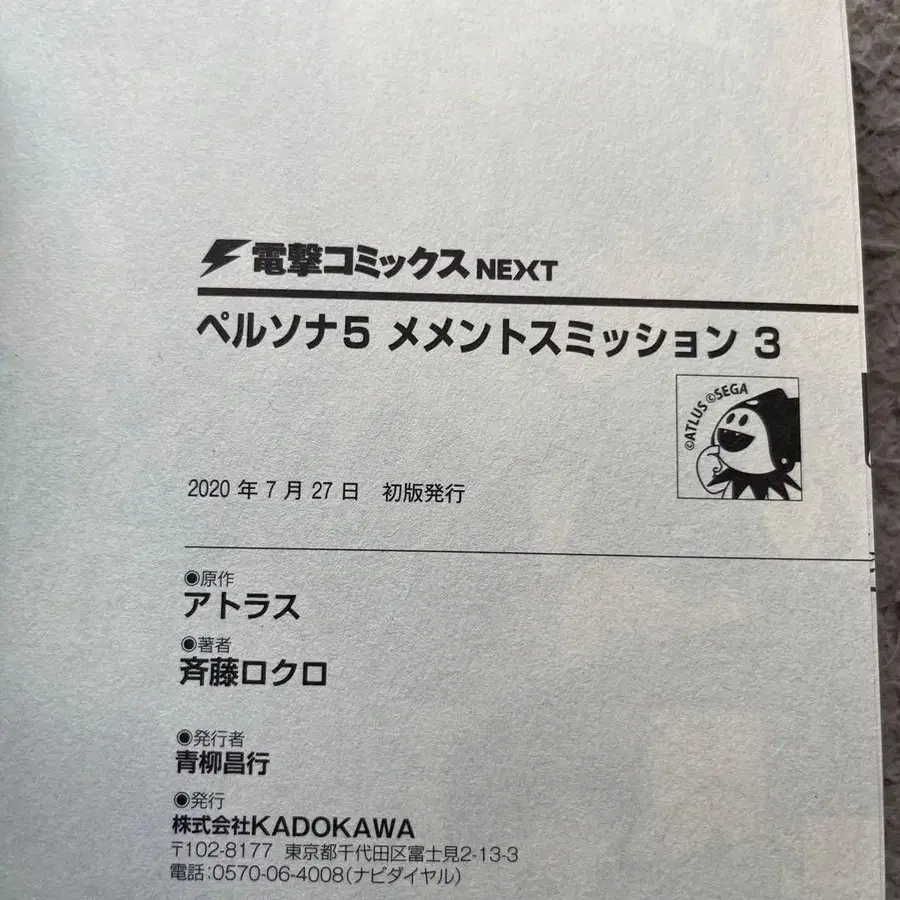 電撃コミックスNEXT
ペルソナ5 メメントスミッション 3
©ATLUS ©SEGA
2020年7月27日 初版発行
◉原作
アトラス
◉著者
斉藤ロクロ
◉発行者
青柳昌行
◉発行
株式会社KADOKAWA
〒102-8177 東京都千代田区富士見2-13-3
電話:0570-06-4008(ナビダイヤル)